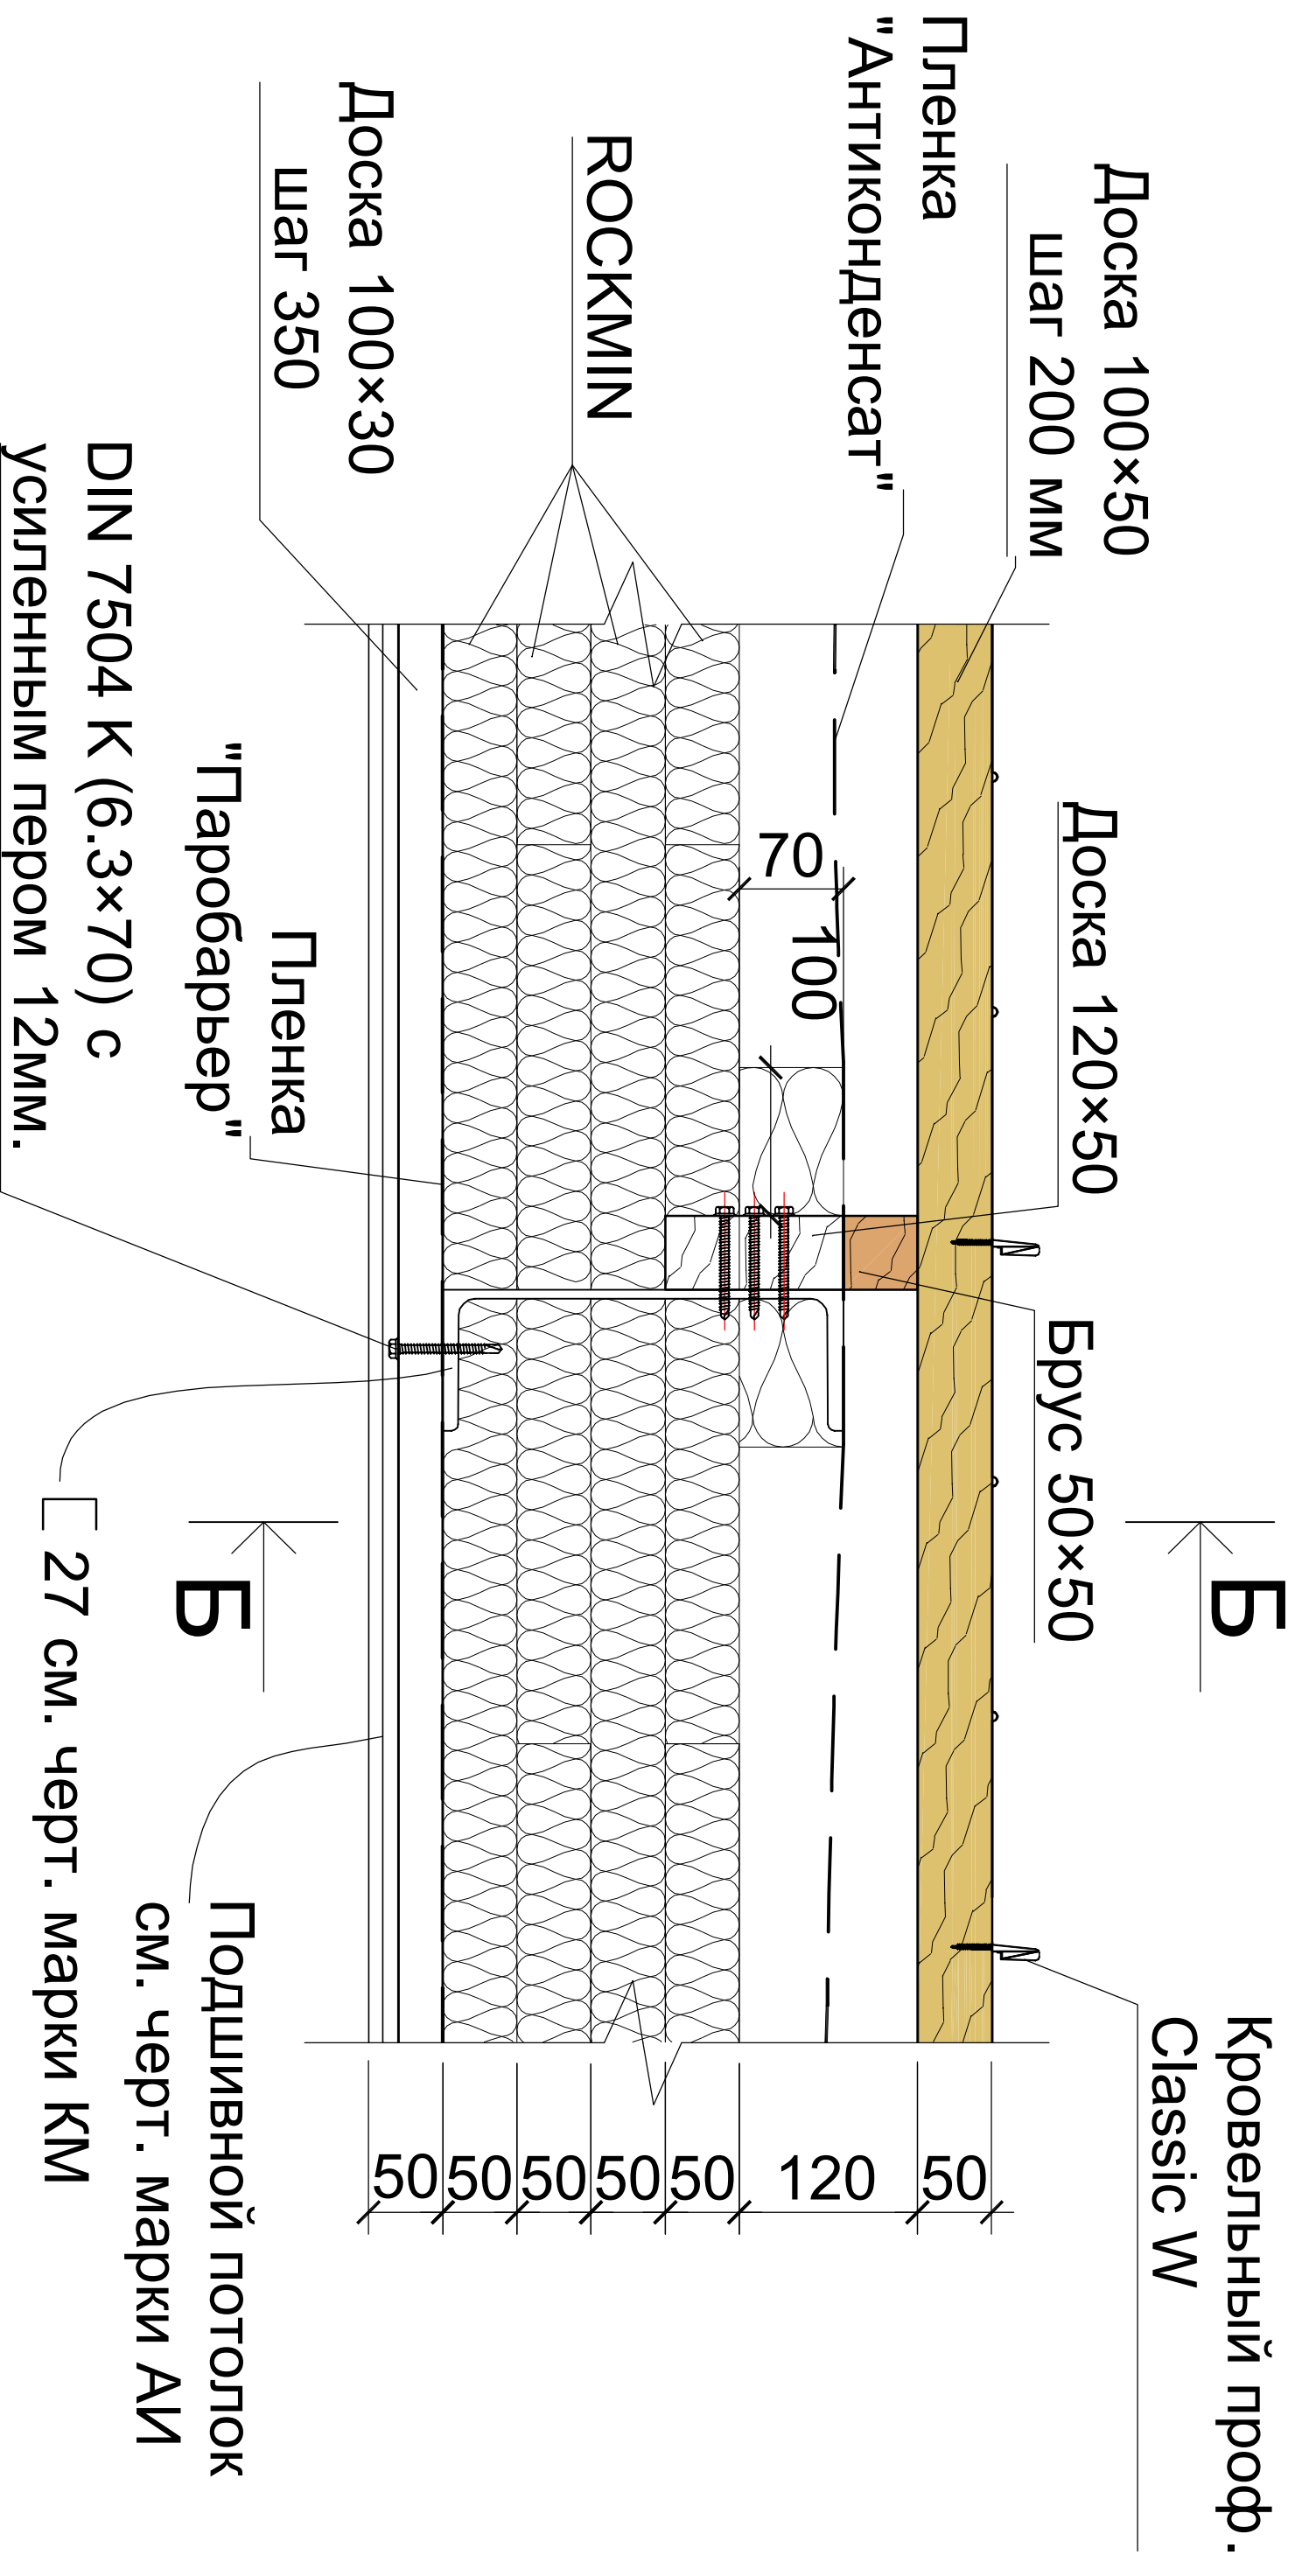 Доска 100×50
шаг 200 мм
Пленка
"Антиконденсат"
ROCKMIN
Доска 100×30
шаг 350
DIN 7504 K (6.3×70) с
усиленным пером 12мм.
Пленка
"Паробарьер"
Доска 120×50
70
100
Брус 50×50
Б
Б
Кровельный проф.
Classic W
50
120
50
50
50
50
50
27 см. черт. марки КМ
Подшивной потолок
см. черт. марки АИ